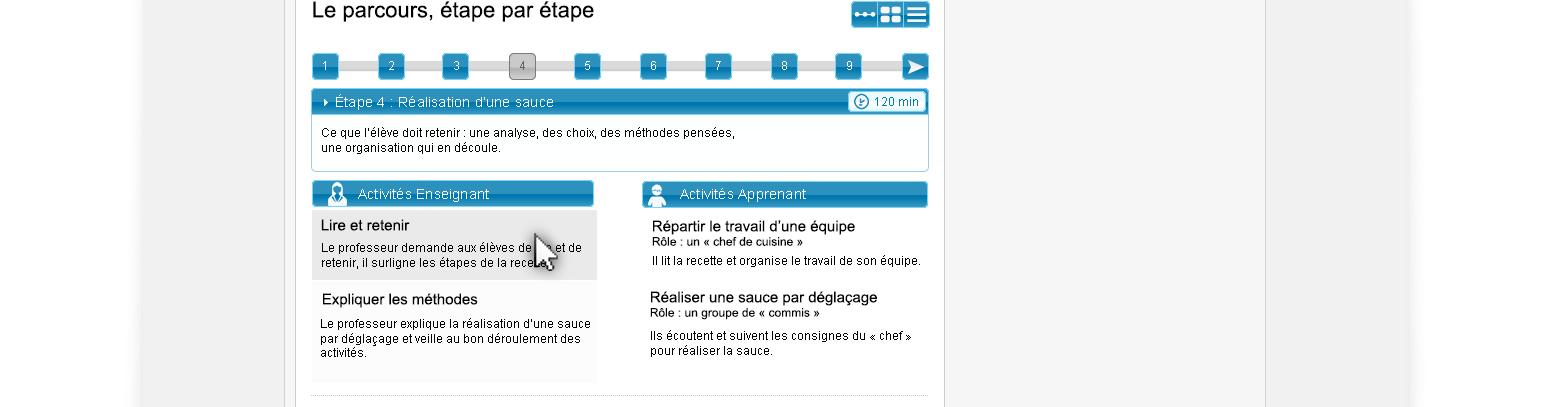 Le parcours, étape par étape
1 2 3 4 5 6 7 8 9
Étape 4 : Réalisation d'une sauce
120 min
Ce que l'élève doit retenir : une analyse, des choix, des méthodes pensées,
une organisation qui en découle.
Activités Enseignant
Lire et retenir
Le professeur demande aux élèves de et de
retenir, il surligne les étapes de la
Expliquer les méthodes
Le professeur explique la réalisation d'une sauce
par déglaçage et veille au bon déroulement des
activités.
Activités Apprenant
Répartir le travail d'une équipe
Rôle : un « chef de cuisine »
Il lit la recette et organise le travail de son équipe.
Réaliser une sauce par déglaçage
Rôle : un groupe de « commis »
Ils écoutent et suivent les consignes du « chef »
pour réaliser la sauce.